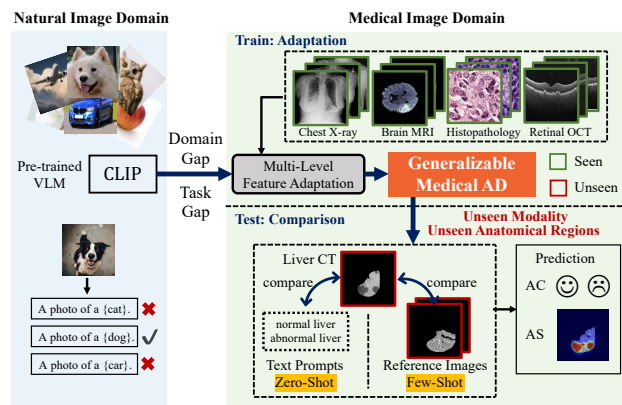 Natural Image Domain
Medical Image Domain
Train: Adaptation
Chest X-ray
Brain MRI
Histopathology
Retinal OCT
Pre-trained
VLM
CLIP
Domain
Gap
Task
Gap
Multi-Level
Feature Adaptation
Generalizable
Medical AD
Seen
Unseen
A photo of a {cat}.
A photo of a {dog}.
A photo of a {car}.
Test: Comparison
Unseen Modality
Unseen Anatomical Regions
Liver CT
compare
compare
normal liver
abnormal liver
Text Prompts
Zero-Shot
Reference Images
Few-Shot
Prediction
AC
AS